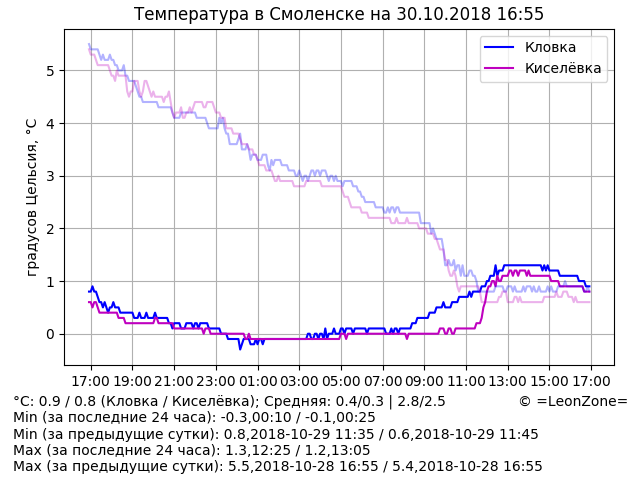 Температура в Смоленске на 30.10.2018 16:55
Кловка
Киселёвка
градусов Цельсия, °C
5
4
3
2
1
0
17:00 19:00 21:00 23:00 01:00 03:00 05:00 07:00 09:00 11:00 13:00 15:00 17:00
°C: 0.9 / 0.8 (Кловка / Киселёвка); Средняя: 0.4/0.3 | 2.8/2.5 © =LeonZone=
Min (за последние 24 часа): -0.3,00:10 / -0.1,00:25
Min (за предыдущие сутки): 0.8,2018-10-29 11:35 / 0.6,2018-10-29 11:45
Max (за последние 24 часа): 1.3,12:25 / 1.2,13:05
Max (за предыдущие сутки): 5.5,2018-10-28 16:55 / 5.4,2018-10-28 16:55